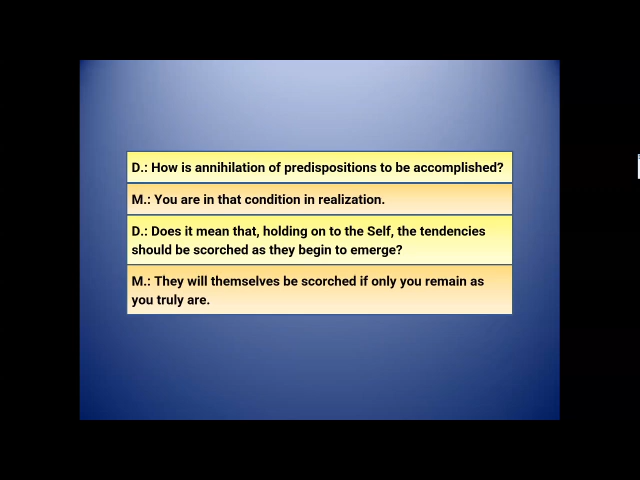 D.: How is annihilation of predispositions to be accomplished?
M.: You are in that condition in realization.
D.: Does it mean that, holding on to the Self, the tendencies
should be scorched as they begin to emerge?
M.: They will themselves be scorched if only you remain as
you truly are.